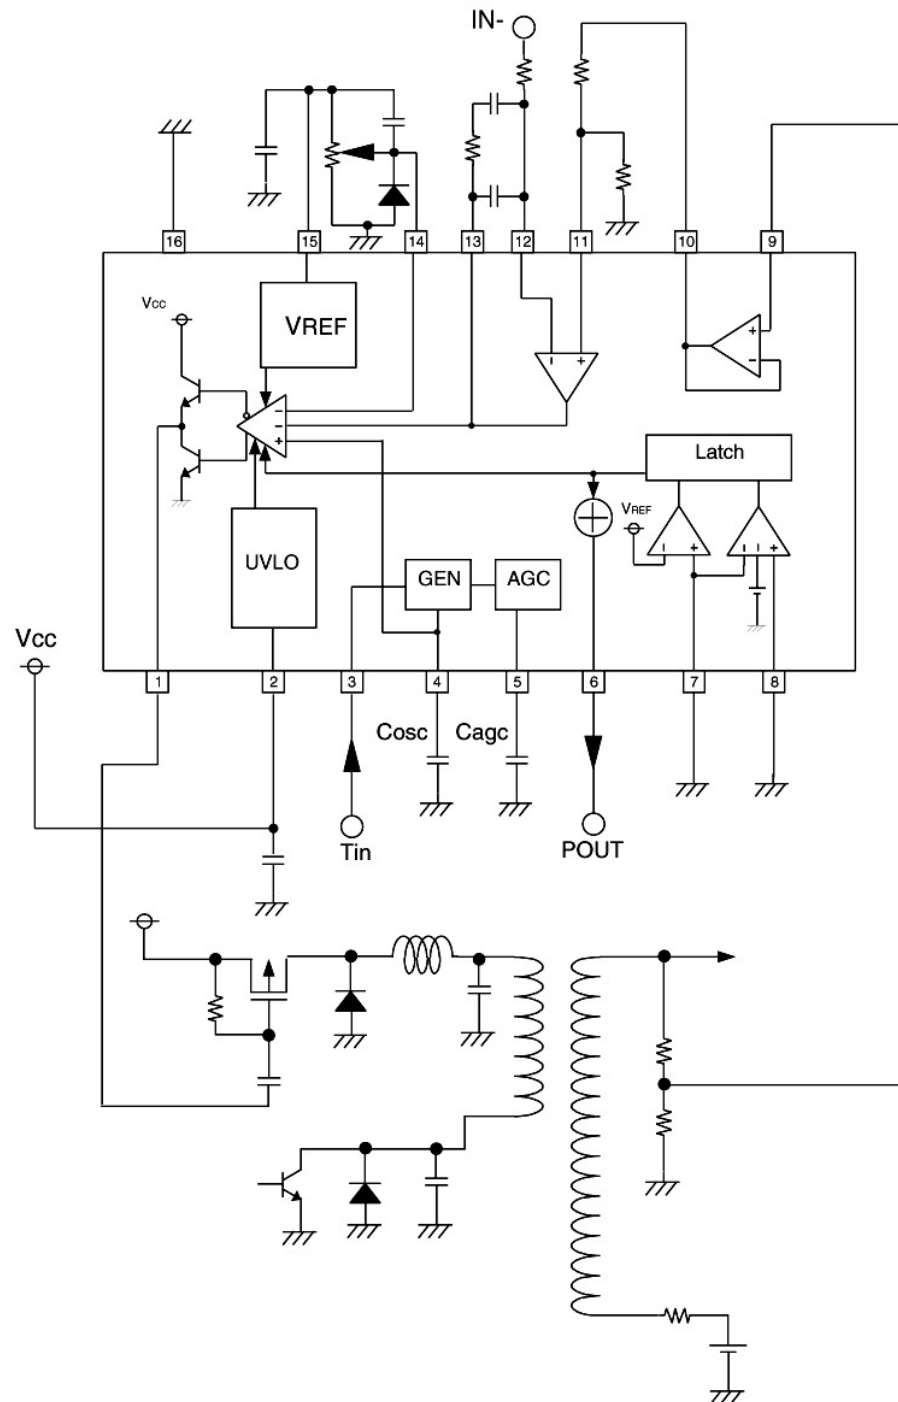 IN-
16
15
14
13
12
11
10
9
Vcc
VREF
+
-
-
+
-
-
+
-
+
Latch
VREF
-
+
-
-
+
UVLO
GEN
AGC
Vcc
1
2
3
4
5
6
7
8
Cosc
Cagc
Tin
POUT